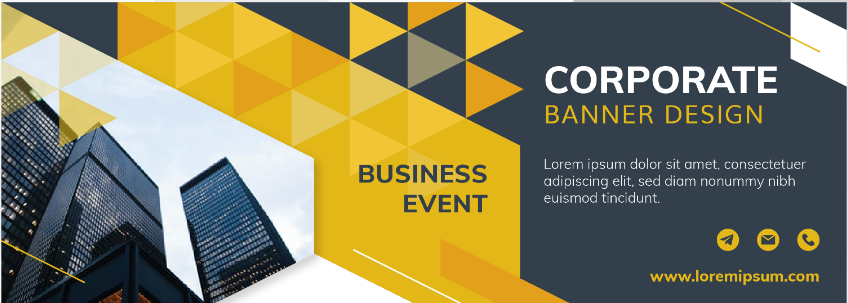 BUSINESS
EVENT
CORPORATE
BANNER DESIGN
Lorem ipsum dolor sit amet, consectetuer
adipiscing elit, sed diam nonummy nibh
euismod tincidunt.
www.loremipsum.com